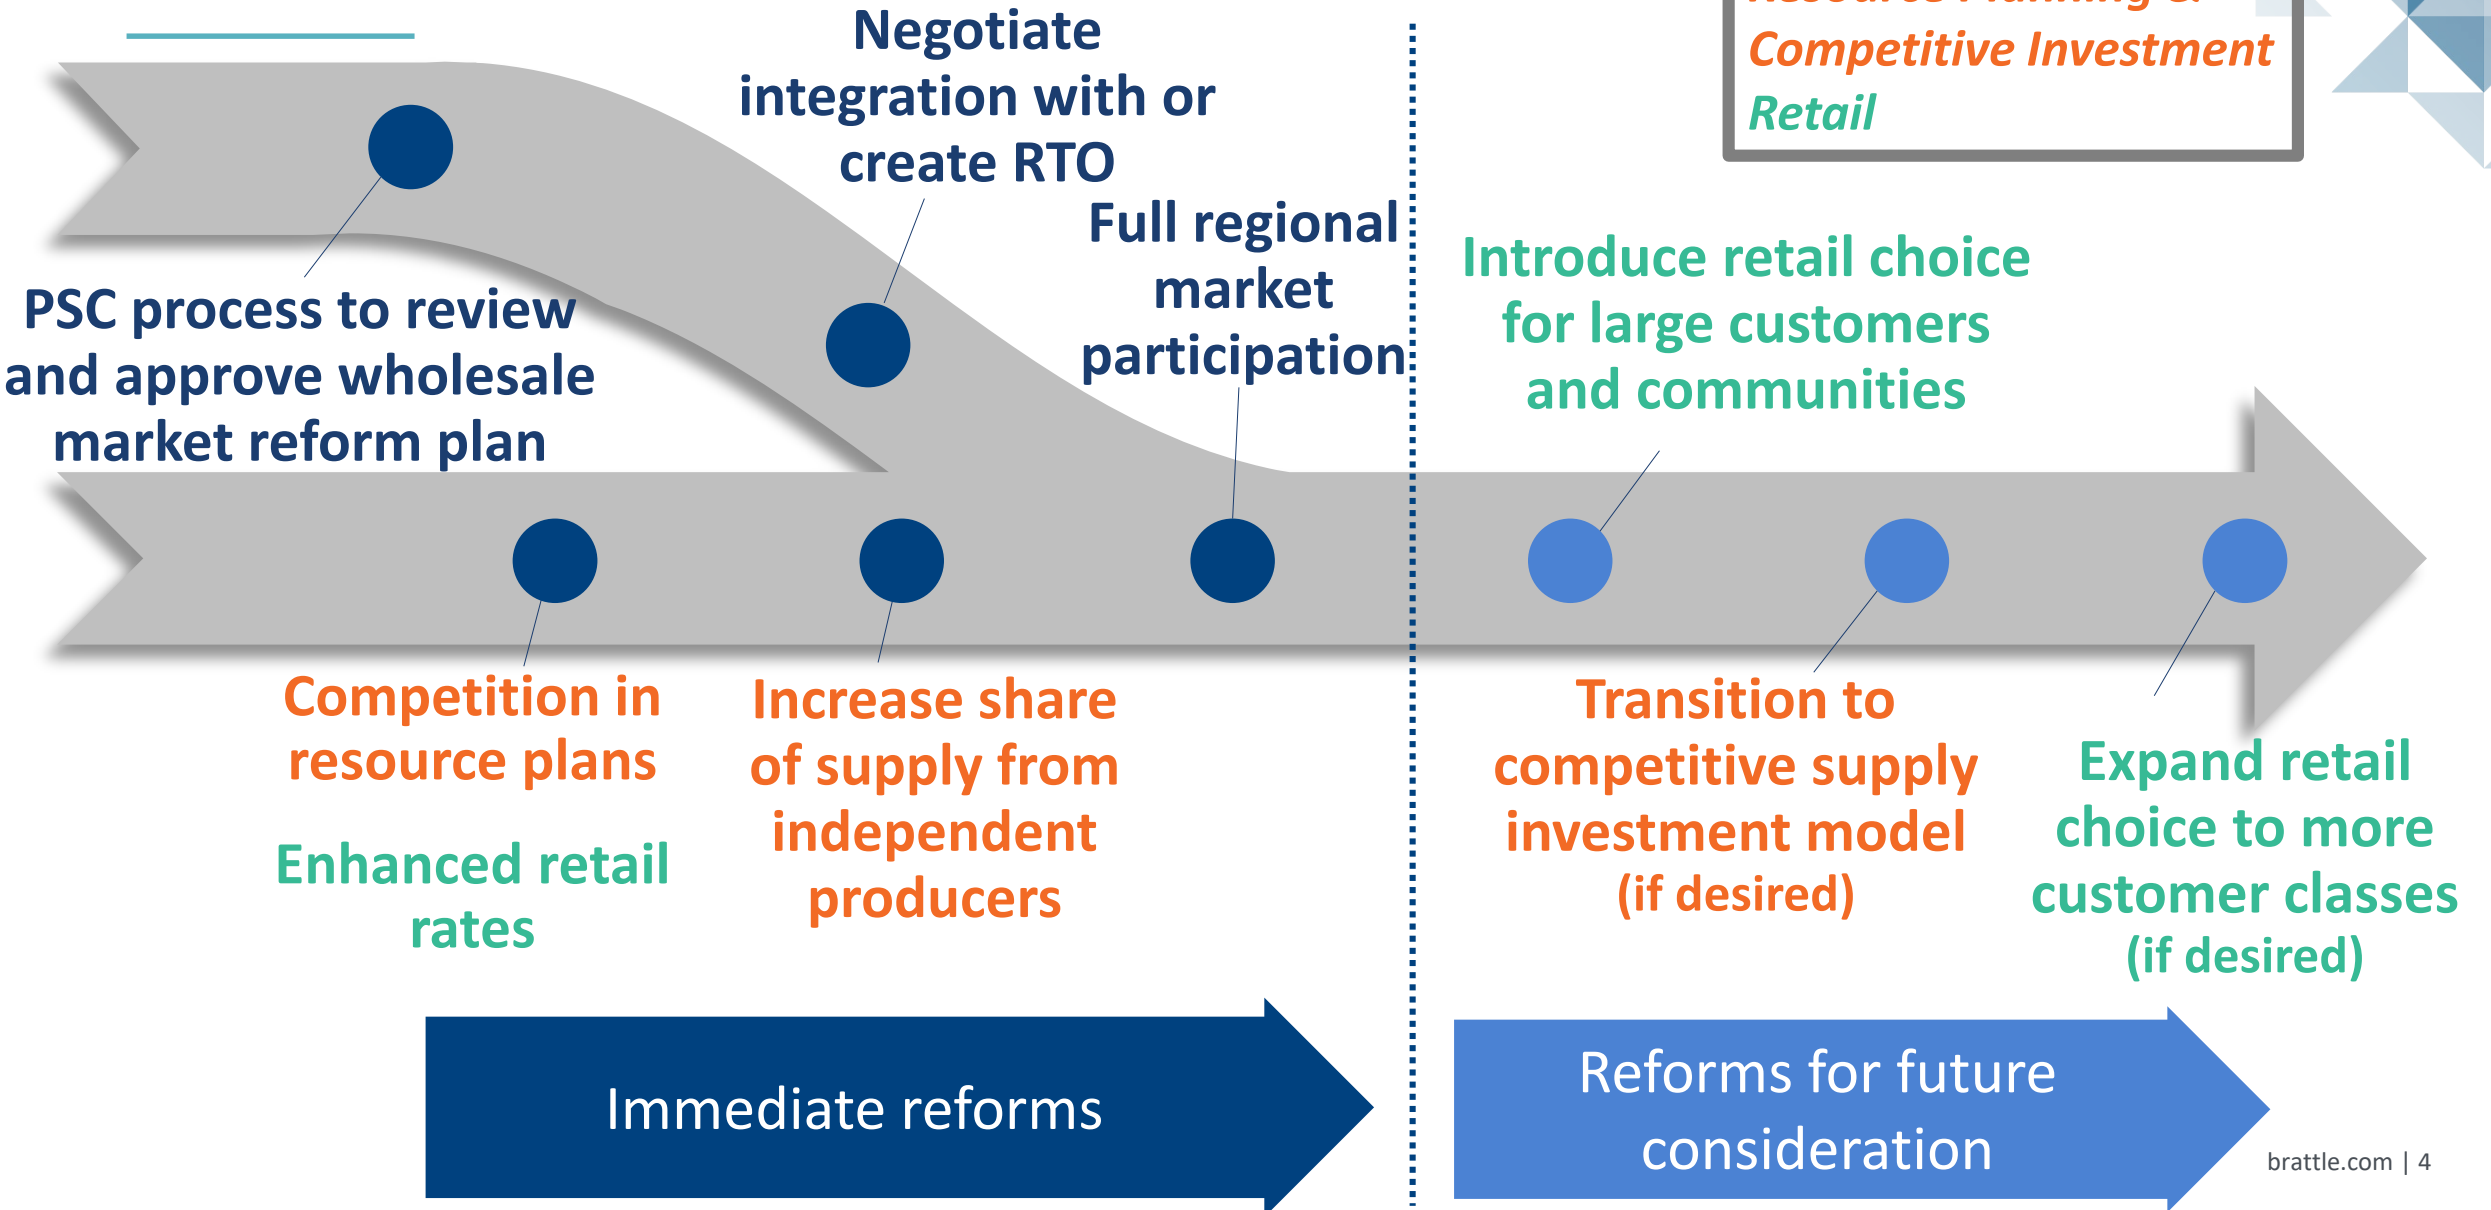 Negotiate
integration with or
create RTO
Competitive Investment
Retail
Full regional
market
participation
Introduce retail choice
for large customers
and communities
PSC process to review
and approve wholesale
market reform plan
Competition in
resource plans
Enhanced retail
rates
Increase share
of supply from
independent
producers
Transition to
competitive supply
investment model
(if desired)
Expand retail
choice to more
customer classes
(if desired)
Immediate reforms
Reforms for future
consideration
brattle.com | 4